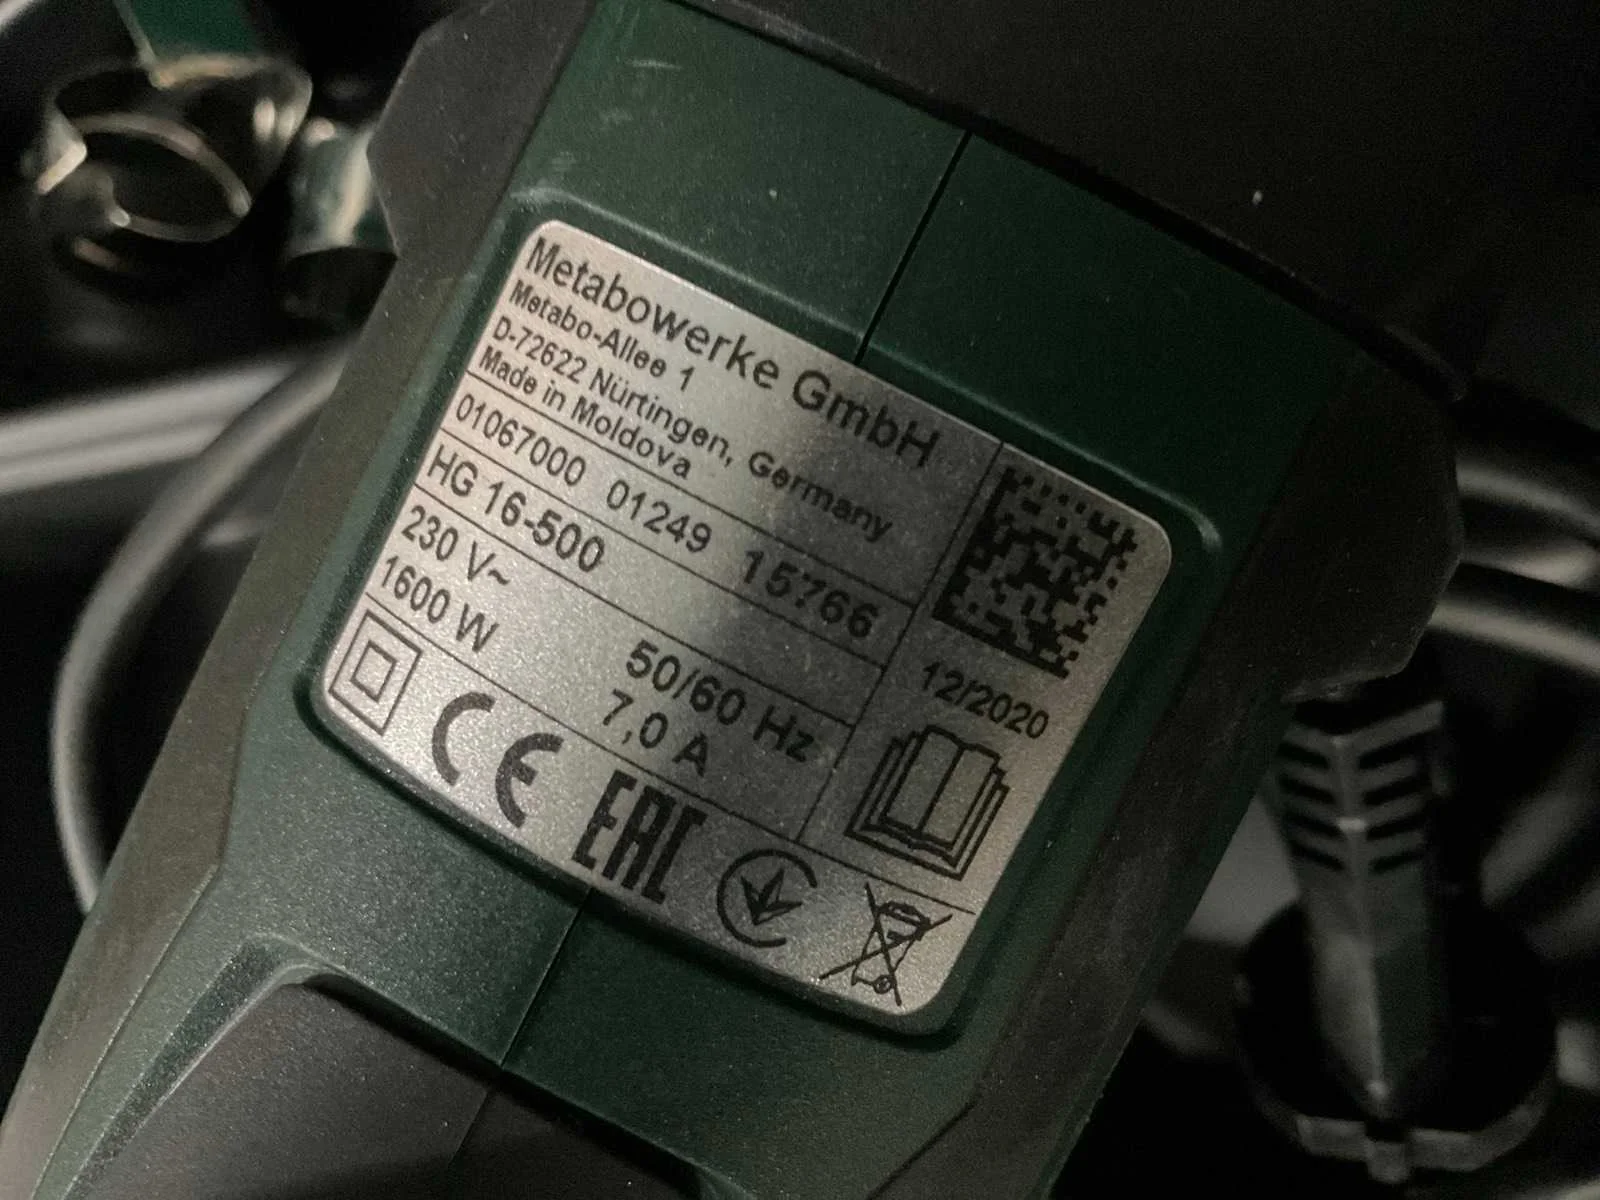 Metabowerke GmbH
Metabo-Allee 1
D-72622 Nürtingen, Germany
Made in Moldova
01067000 01249 15766
HG 16-500
230 V~ 50/60 Hz
1600 W 7,0 A
12/2020
CE EAC